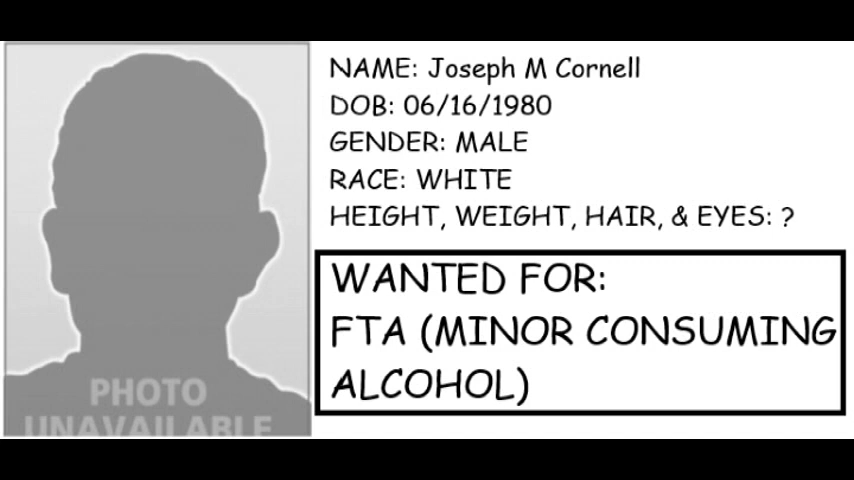 NAME: Joseph M Cornell
DOB: 06/16/1980
GENDER: MALE
RACE: WHITE
HEIGHT, WEIGHT, HAIR, & EYES: ?
WANTED FOR:
FTA (MINOR CONSUMING
ALCOHOL)
PHOTO
UNAVAILABLE